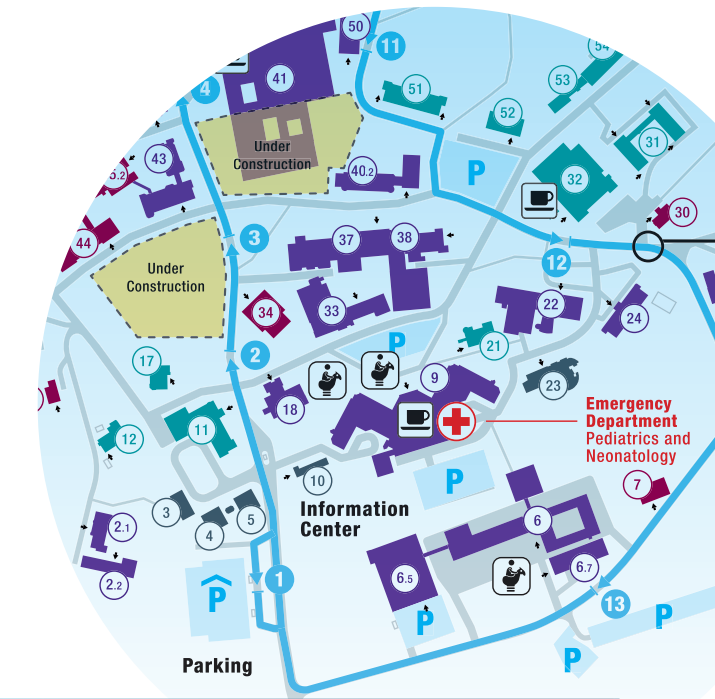 50
11
41
4
51
54
53
52
Under
Construction
31
43
5.2
40.2
P
32
30
44
3
37
38
12
Under
Construction
33
34
22
24
P
21
2
17
9
23
18
Emergency
Department
Pediatrics and
Neonatology
11
12
10
P
7
Information
Center
3
4
5
6
2.1
2.2
1
P
6.5
6.7
13
P
P
P
Parking